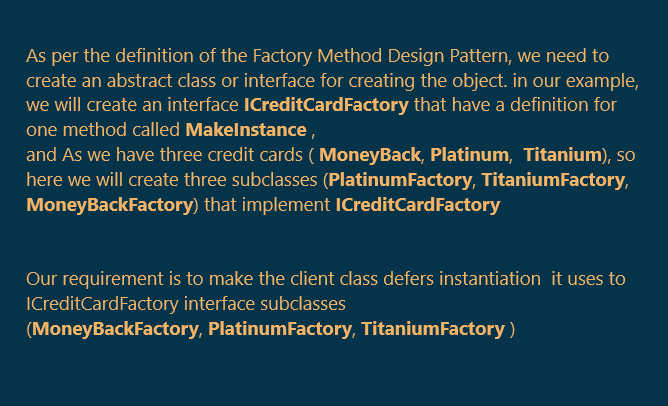 As per the definition of the Factory Method Design Pattern, we need to
create an abstract class or interface for creating the object. in our example,
we will create an interface ICreditCardFactory that have a definition for
one method called MakeInstance ,
and As we have three credit cards ( MoneyBack, Platinum,  Titanium), so
here we will create three subclasses (PlatinumFactory, TitaniumFactory,
MoneyBackFactory) that implement ICreditCardFactory
Our requirement is to make the client class defers instantiation  it uses to
ICreditCardFactory interface subclasses
(MoneyBackFactory, PlatinumFactory, TitaniumFactory )